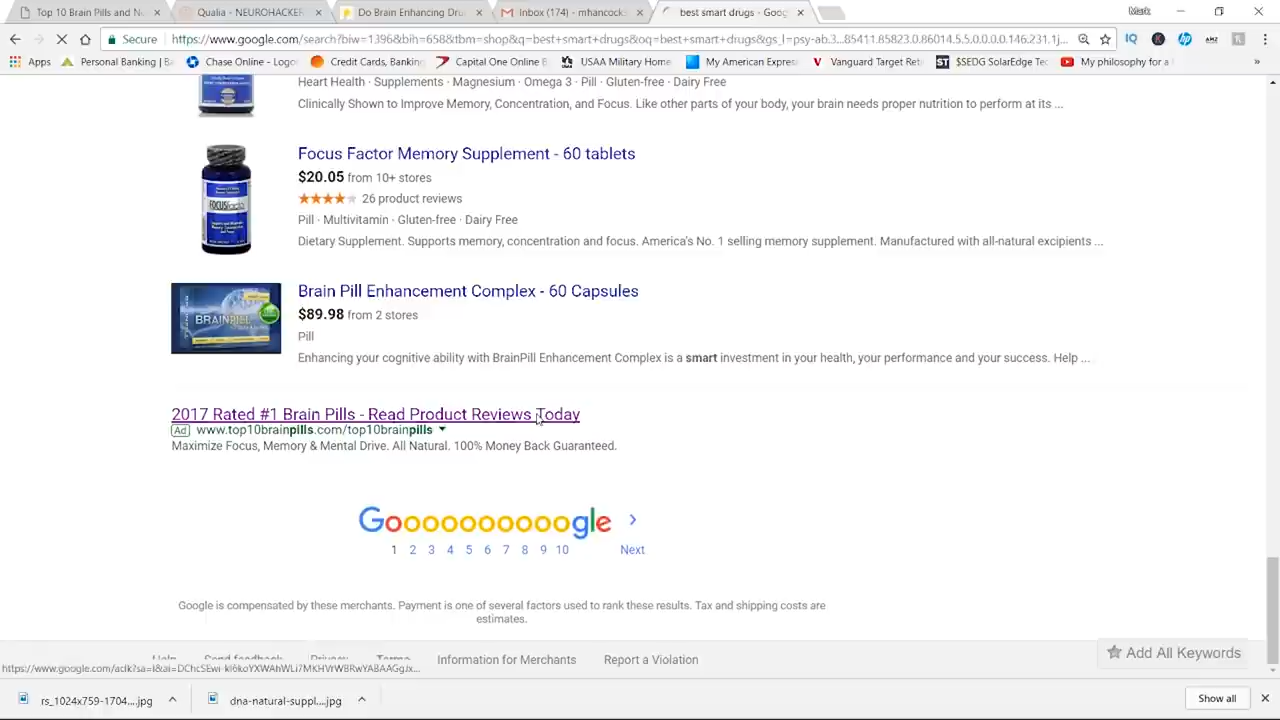 Top 10 Brain Pills and No
Qualia - NEUROHACKER
Do Brain Enhancing Dru
Inbox (174) - mhancocks
best smart drugs - Goog
Secure
https://www.google.com/search?biw=1396&bih=658&tbm=shop&q=best+smart+drugs&oq=best+smart+drugs&gs_l=psy-ab.3...85411.85823.0.86014.5.5.0.0.0.0.146.231.1j...
Apps
Personal Banking | Ba
Chase Online - Logo
Credit Cards, Banking
Capital One Online B
USAA Military Home
My American Expres
Vanguard Target Reti
$SEDG SolarEdge Tec
My philosophy for a
Heart Health · Supplements · Magnesium · Omega 3 · Pill · Gluten-free · Dairy Free
Clinically Shown To Improve Memory, Concentration, and Focus. Like other parts of your body, your brain needs proper nutrition to perform at its ...
Focus Factor Memory Supplement - 60 tablets
$20.05 from 10+ stores
26 product reviews
Pill · Multivitamin · Gluten-free · Dairy Free
Dietary Supplement. Supports memory, concentration and focus America's No. 1 selling memory supplement. Manufactured with all-natural excipients ...
FOCUSfactor
Brain Pill Enhancement Complex - 60 Capsules
$89.98 from 2 stores
Pill
Enhancing your cognitive ability with BrainPill Enhancement Complex is a smart investment in your health, your performance and your success. Help ...
BRAINPILL
2017 Rated #1 Brain Pills - Read Product Reviews Today
Ad www.top10brainpills.com/top10brainpills
Maximize Focus, Memory & Mental Drive. All Natural. 100% Money Back Guaranteed.
Goooooooooogle
1 2 3 4 5 6 7 8 9 10 Next
Google is compensated by these merchants. Payment is one of several factors used to rank these results. Tax and shipping costs are
estimates.
Help Send feedback Privacy Terms Information for Merchants Report a Violation
Add All Keywords
rs_1024x759-1704....jpg
dna-natural-suppl....jpg
Show all